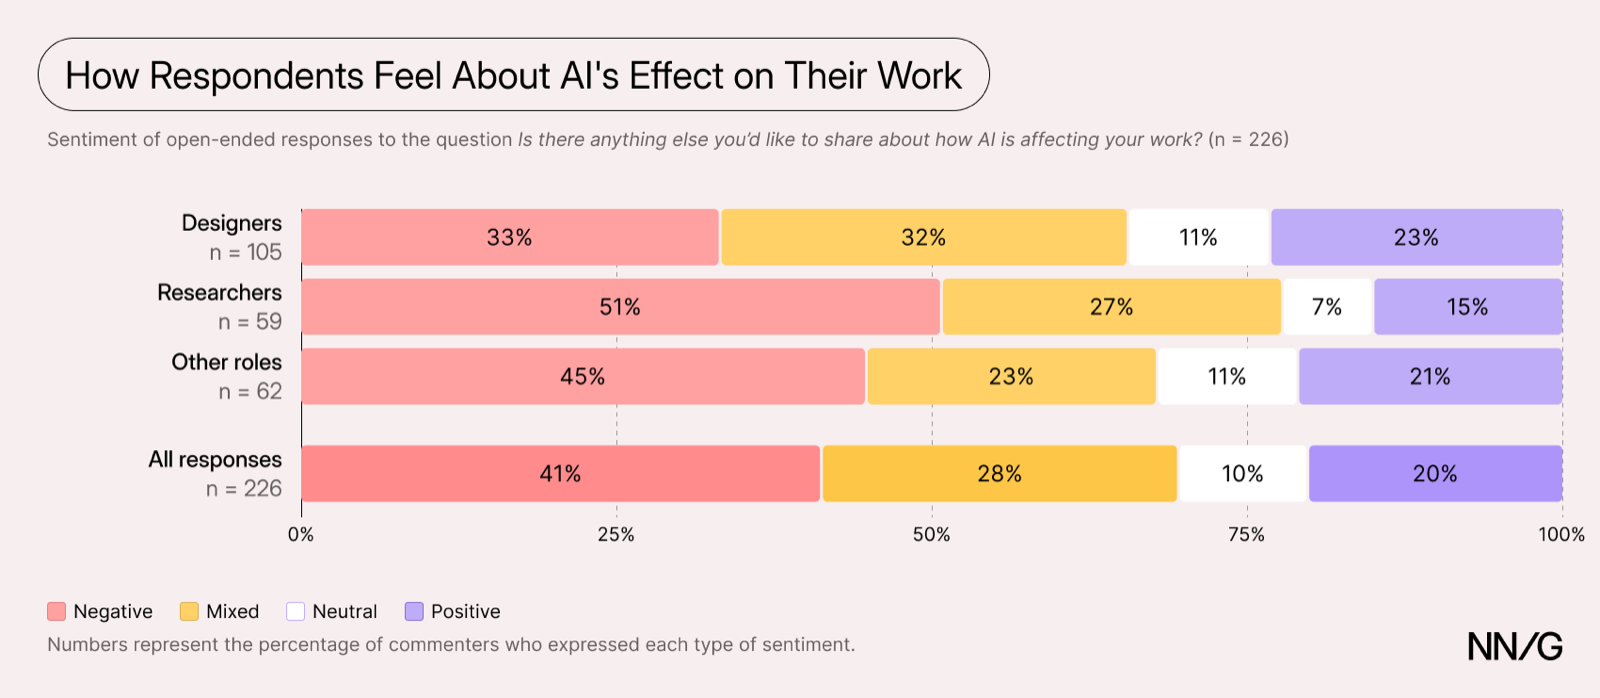 How Respondents Feel About AI's Effect on Their Work
Sentiment of open-ended responses to the question Is there anything else you'd like to share about how AI is affecting your work? (n = 226)
Designers
n = 105
33%
32%
11%
23%
Researchers
n = 59
51%
27%
7%
15%
Other roles
n = 62
45%
23%
11%
21%
All responses
n = 226
41%
28%
10%
20%
0%
25%
50%
75%
100%
Negative
Mixed
Neutral
Positive
Numbers represent the percentage of commenters who expressed each type of sentiment.
NN/G